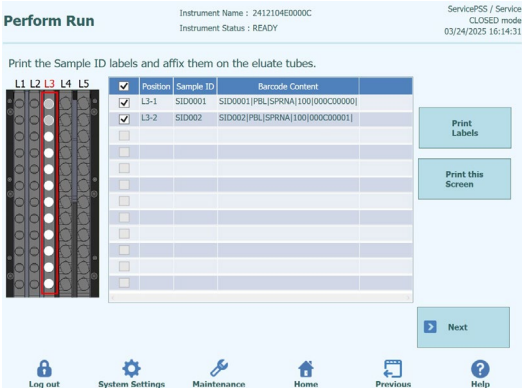 Perform Run
Instrument Name : 2412104E0000C
Instrument Status : READY
ServicePSS / Service
CLOSED mode
03/24/2025 16:14:31
Print the Sample ID labels and affix them on the eluate tubes.
L1 L2 L3 L4 L5
Position Sample ID Barcode Content
L3-1 SID0001 SID0001|PBL|SPRNA|100|000C00000|
L3-2 SID002 SID002|PBL|SPRNA|100|000C00001|
Print
Labels
Print this
Screen
Next
Log out System Settings Maintenance Home Previous Help